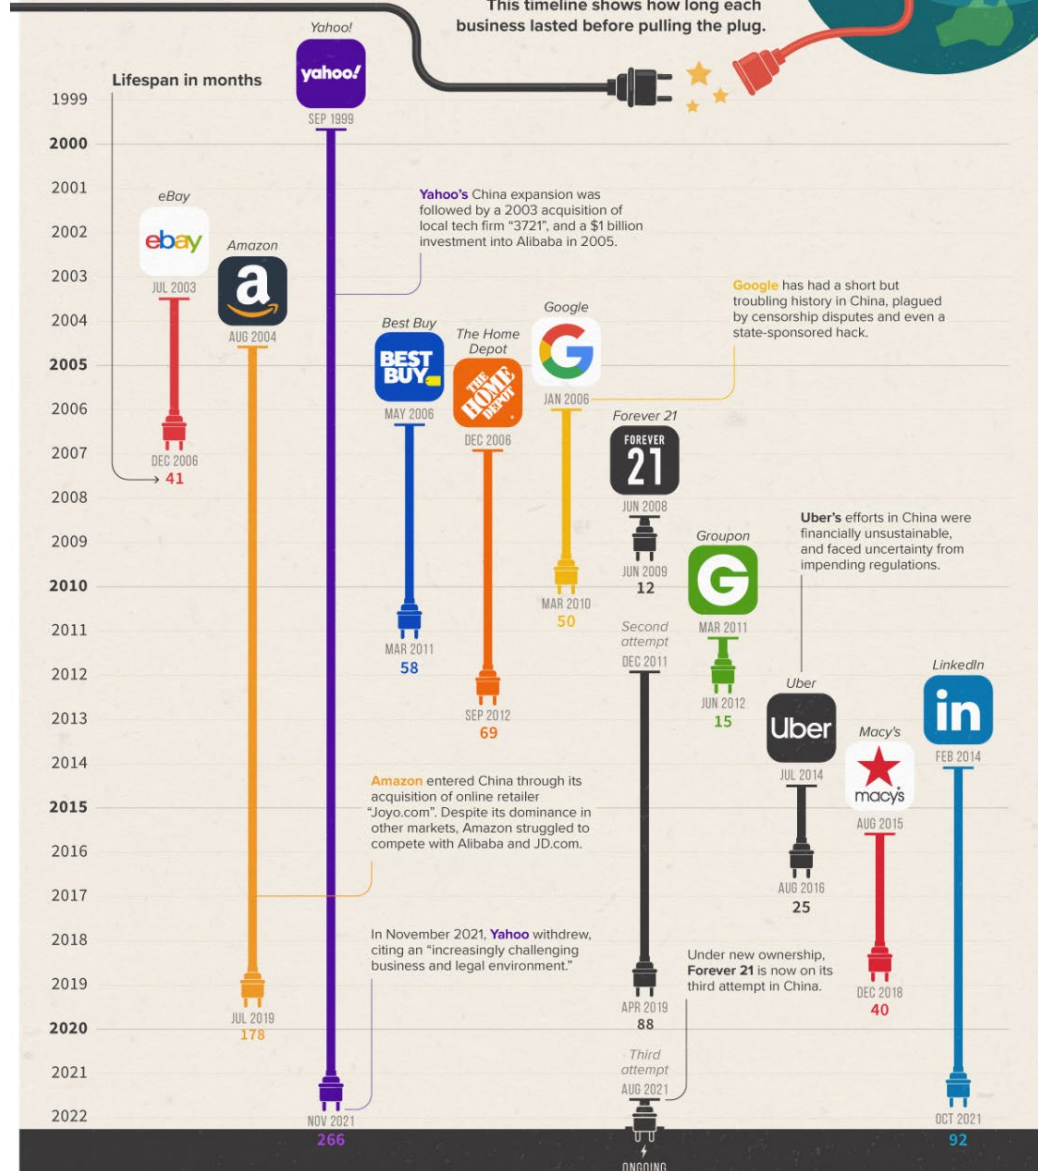 This timeline shows how long each
business lasted before pulling the plug.
Lifespan in months
1999
2000
2001
2002
2003
2004
2005
2006
2007
2008
2009
2010
2011
2012
2013
2014
2015
2016
2017
2018
2019
2020
2021
2022
eBay
ebay
JUL 2003
DEC 2006
41
Amazon
a
AUG 2004
JUL 2019
178
Yahoo!
yahoo!
SEP 1999
NOV 2021
266
Yahoo's China expansion was
followed by a 2003 acquisition of
local tech firm "3721", and a $1 billion
investment into Alibaba in 2005.
Best Buy
BEST
BUY
MAY 2006
MAR 2011
58
The Home
Depot
THE
HOME
DEPOT
DEC 2006
SEP 2012
69
Google
G
JAN 2006
MAR 2010
50
Google has had a short but
troubling history in China, plagued
by censorship disputes and even a
state-sponsored hack.
Forever 21
FOREVER
21
JUN 2008
JUN 2009
12
Second
attempt
DEC 2011
APR 2019
88
Third
attempt
AUG 2021
ONGOING
Groupon
G
MAR 2011
JUN 2012
15
Uber's efforts in China were
financially unsustainable,
and faced uncertainty from
impending regulations.
Uber
Uber
JUL 2014
AUG 2016
25
Macy's
macy's
AUG 2015
DEC 2018
40
LinkedIn
in
FEB 2014
OCT 2021
92
Amazon entered China through its
acquisition of online retailer
"Joyo.com". Despite its dominance in
other markets, Amazon struggled to
compete with Alibaba and JD.com.
In November 2021, Yahoo withdrew,
citing an "increasingly challenging
business and legal environment."
Under new ownership,
Forever 21 is now on its
third attempt in China.